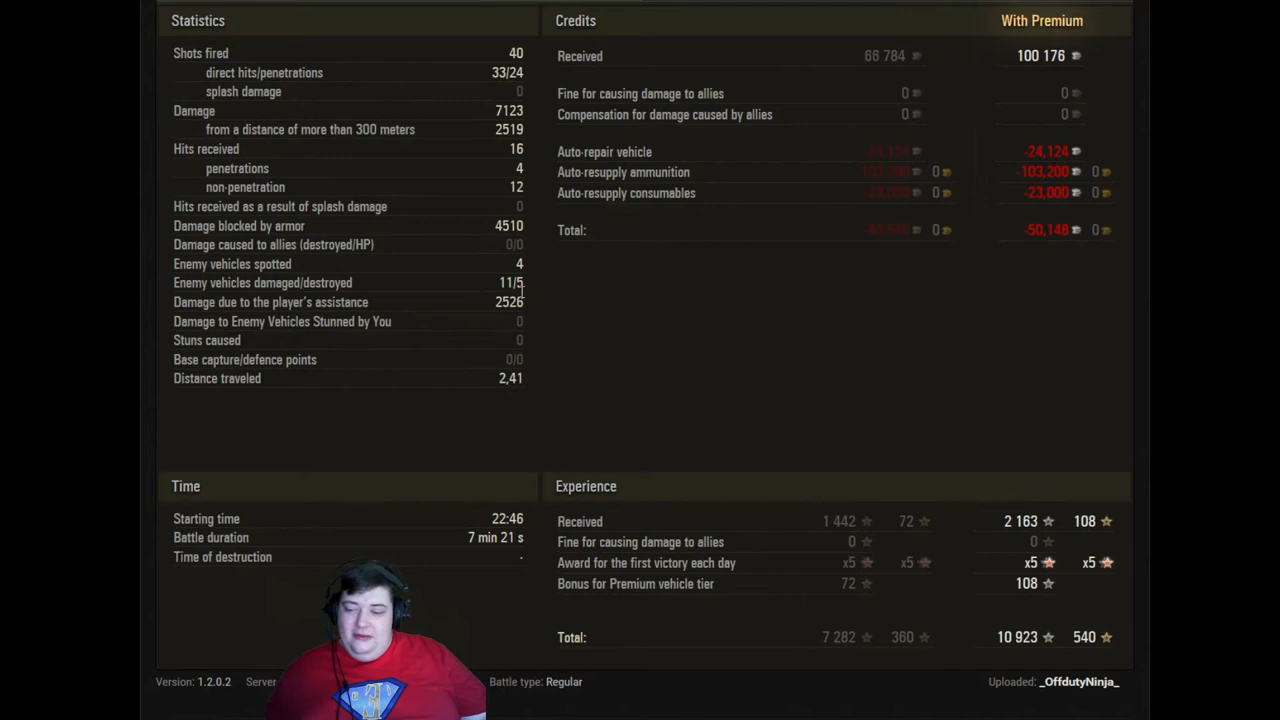 Statistics
Shots fired 40
direct hits/penetrations 33/24
splash damage 0
Damage 7123
from a distance of more than 300 meters 2519
Hits received 16
penetrations 4
non-penetration 12
Hits received as a result of splash damage 0
Damage blocked by armor 4510
Damage caused to allies (destroyed/HP) 0/0
Enemy vehicles spotted 4
Enemy vehicles damaged/destroyed 11/5
Damage due to the player's assistance 2526
Damage to Enemy Vehicles Stunned by You 0
Stuns caused 0
Base capture/defence points 0/0
Distance traveled 2,41
Credits With Premium
Received 66 784 100 176
Fine for causing damage to allies 0 0
Compensation for damage caused by allies 0 0
Auto-repair vehicle -24,124 -24,124
Auto-resupply ammunition -103,200 0 -103,200 0
Auto-resupply consumables -23,000 0 -23,000 0
Total: 0 -50,148 0
Time
Starting time 22:46
Battle duration 7 min 21 s
Time of destruction -
Experience
Received 1 442 72 2 163 108
Fine for causing damage to allies 0 0
Award for the first victory each day x5 x5 x5 x5
Bonus for Premium vehicle tier 72 108
Total: 7 282 360 10 923 540
Version: 1.2.0.2 Server Battle type: Regular Uploaded: _OffdutyNinja_